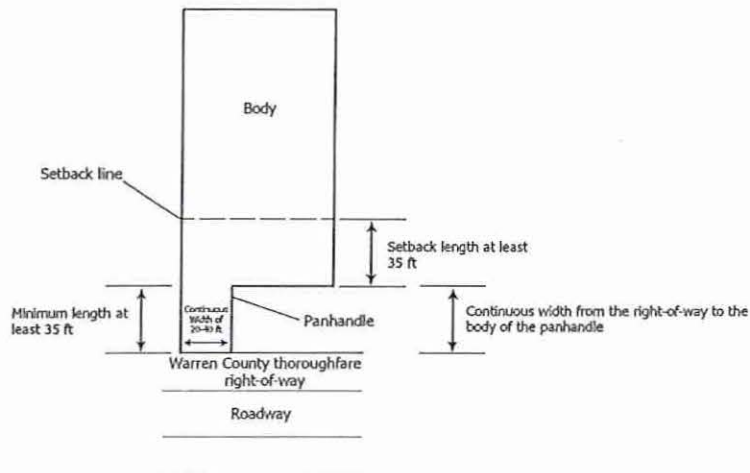 Body
Setback line
Setback length at least
35 ft
Minimum length at
least 35 ft
Continuous
Width of
20-40 ft
Panhandle
Continuous width from the right-of-way to the
body of the panhandle
Warren County thoroughfare
right-of-way
Roadway